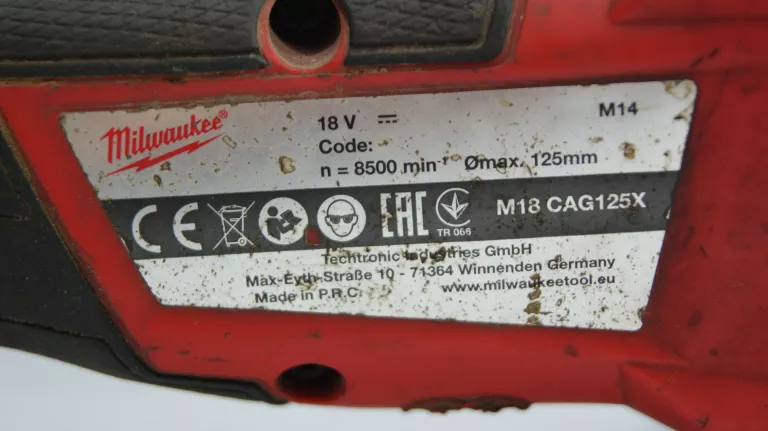 Milwaukee®
18 V
M14
Code:
n = 8500 min⁻¹ Ømax. 125mm
CE
EAC
TR 066
M18 CAG125X
Techtronic Industries GmbH
Max-Eyth-Straße 10 - 71364 Winnenden Germany
Made in P.R.C.
www.milwaukeetool.eu